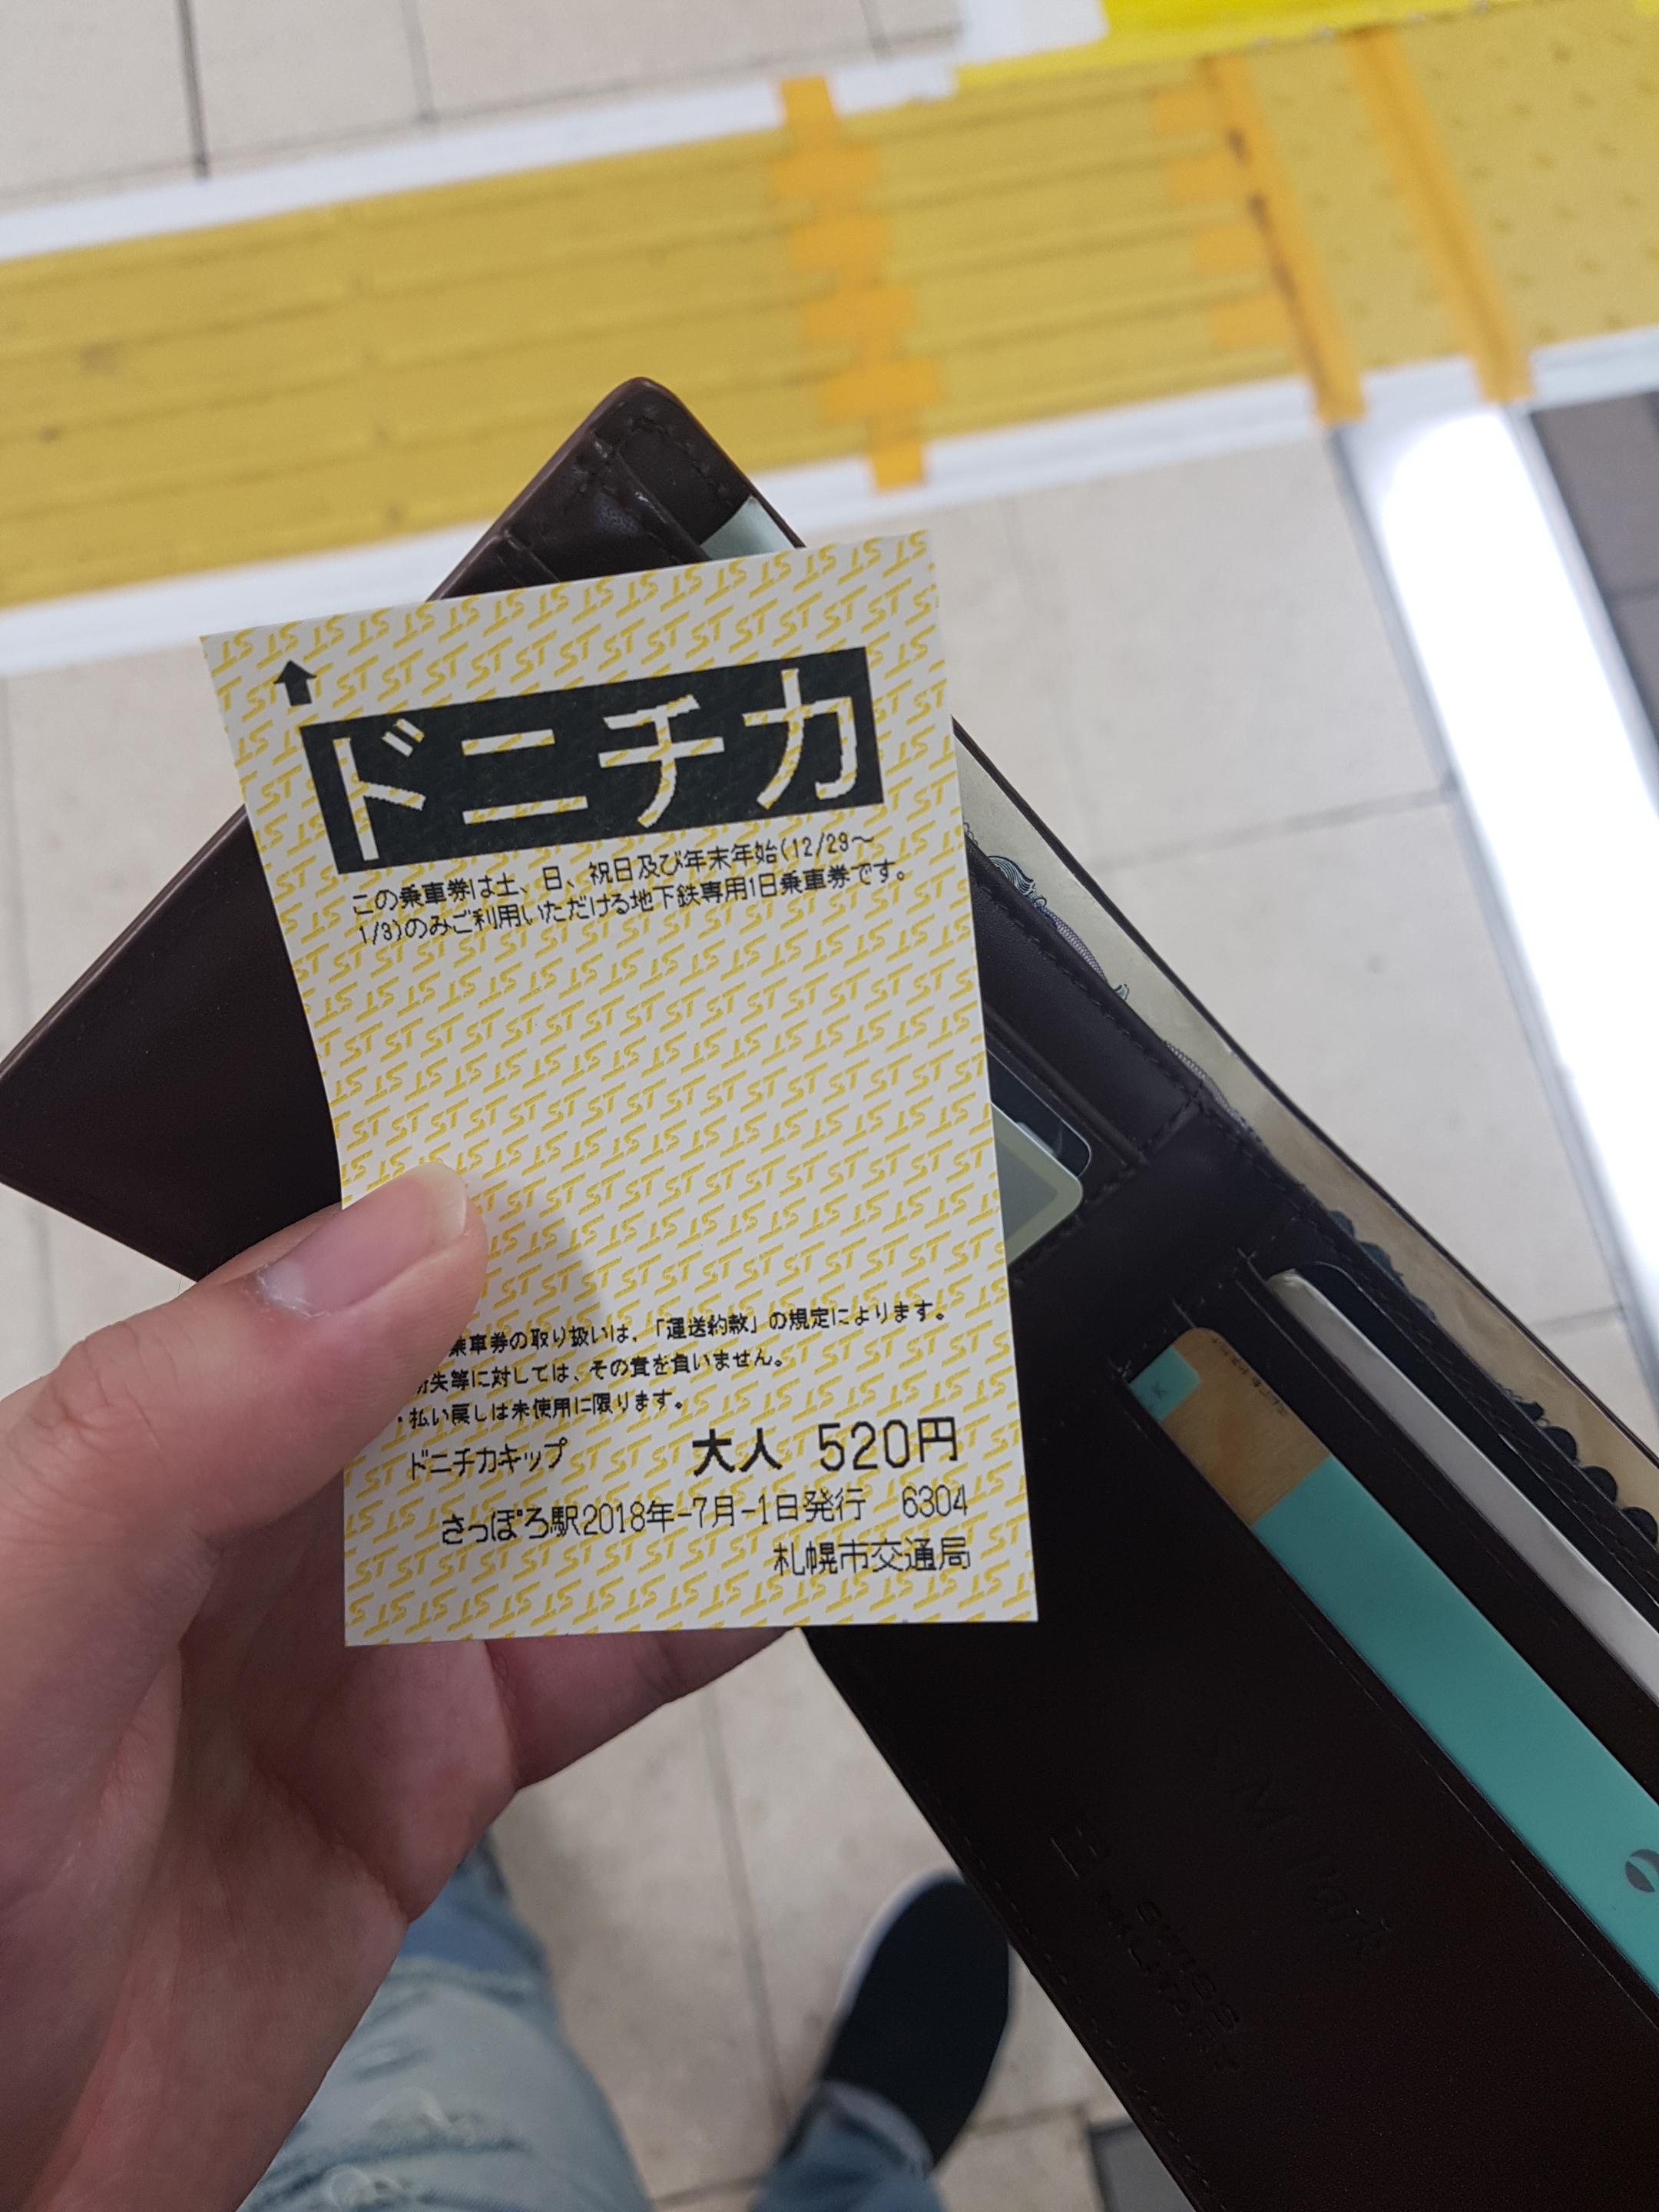 ドニチカ
この乗車券は土、日、祝日及び年末年始(12/29～
1/3)のみご利用いただける地下鉄専用1日乗車券です。
乗車券の取り扱いは、「運送約款」の規定によります。
失等に対しては、その責を負いません。
・払い戻しは未使用に限ります。
ドニチカキップ 大人 520円
さっぽろ駅2018年-7月-1日発行 6304
札幌市交通局
K
SWISS
MILITARY